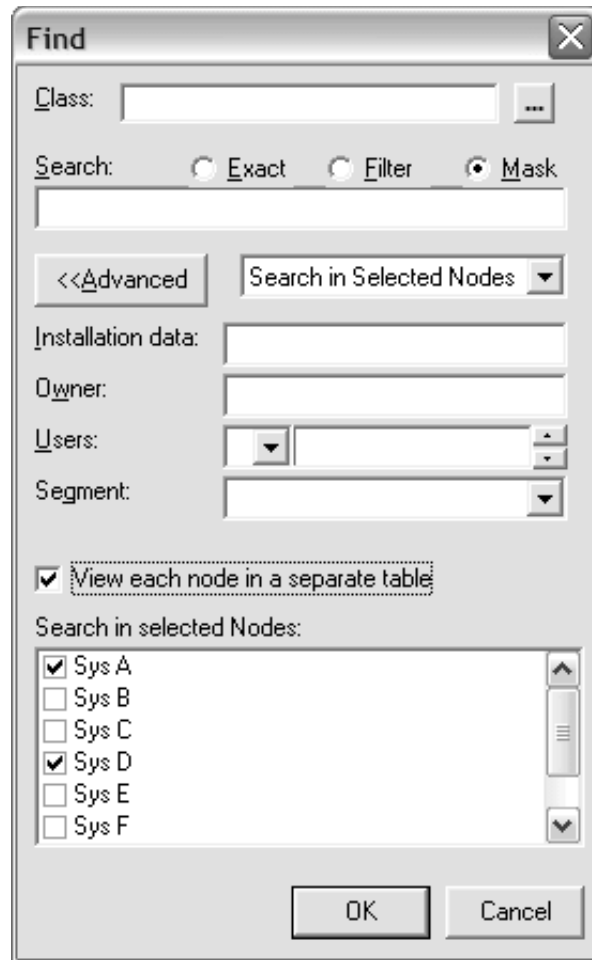 Find
Class: ...
Search: Exact Filter Mask
<<Advanced Search in Selected Nodes
Installation data:
Owner:
Users:
Segment:
View each node in a separate table
Search in selected Nodes:
Sys A
Sys B
Sys C
Sys D
Sys E
Sys F
OK Cancel